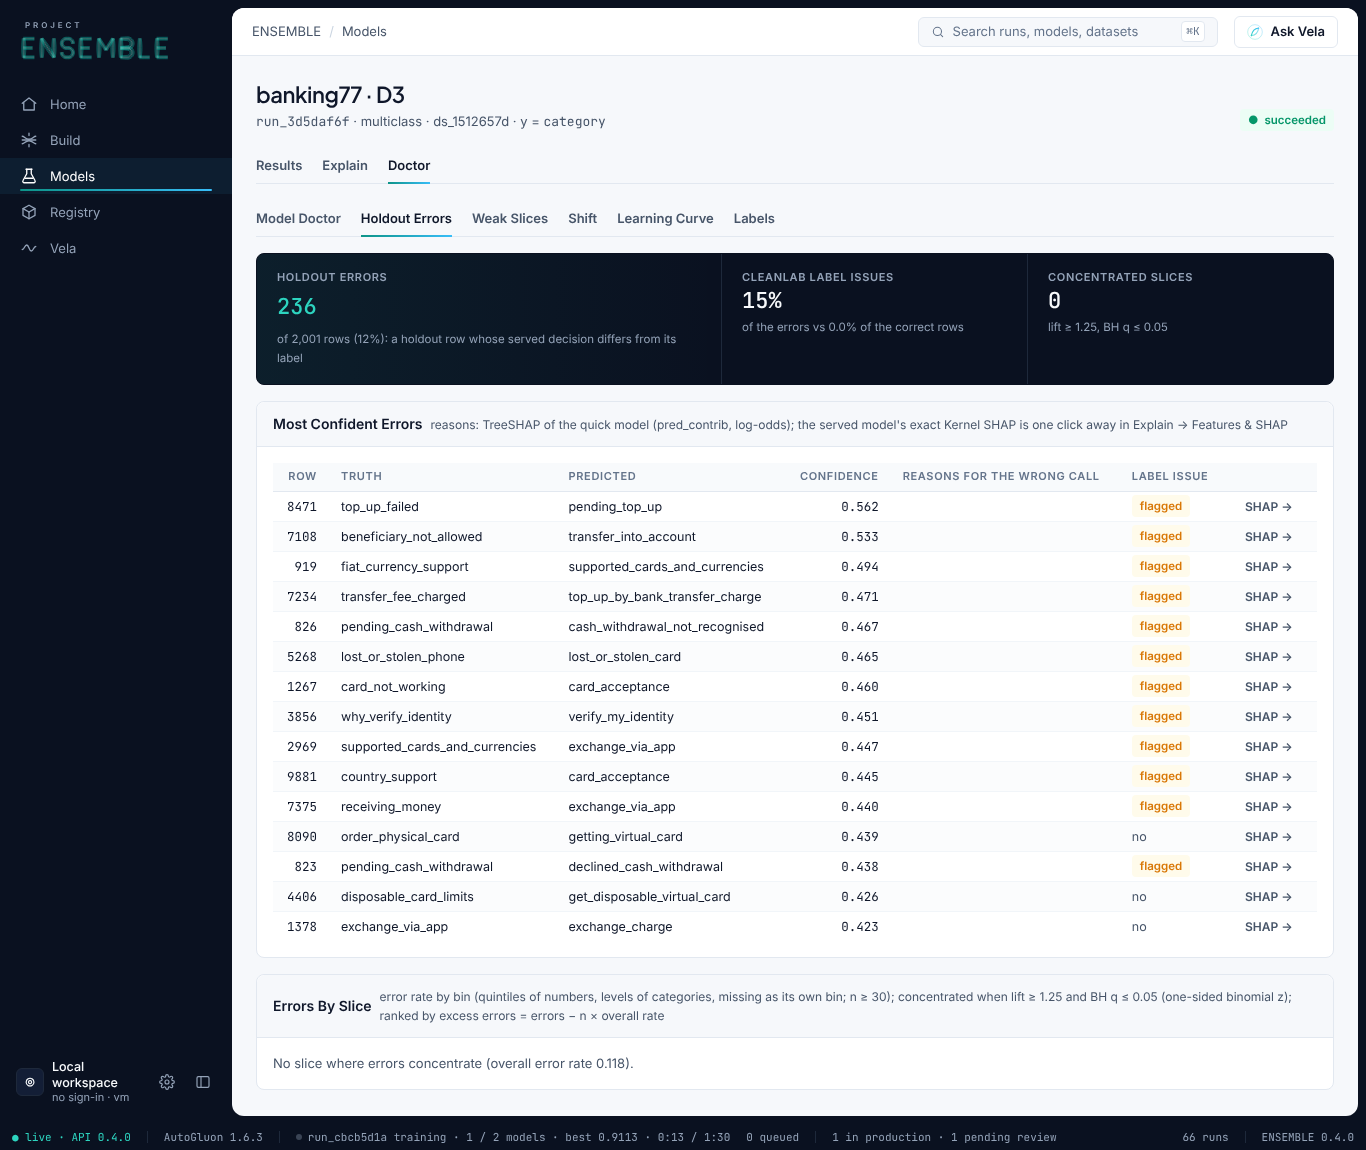 PROJECT
ENSEMBLE
Home
Build
Models
Registry
Vela
Local workspace
no sign-in · vm
ENSEMBLE / Models
Search runs, models, datasets ⌘K
Ask Vela
banking77 · D3
run_3d5daf6f · multiclass · ds_1512657d · y = category
succeeded
Results Explain Doctor
Model Doctor Holdout Errors Weak Slices Shift Learning Curve Labels
HOLDOUT ERRORS
236
of 2,001 rows (12%): a holdout row whose served decision differs from its
label
CLEANLAB LABEL ISSUES
15%
of the errors vs 0.0% of the correct rows
CONCENTRATED SLICES
0
lift ≥ 1.25, BH q ≤ 0.05
Most Confident Errors reasons: TreeSHAP of the quick model (pred_contrib, log-odds); the served model's exact Kernel SHAP is one click away in Explain → Features & SHAP
ROW TRUTH PREDICTED CONFIDENCE REASONS FOR THE WRONG CALL LABEL ISSUE
8471 top_up_failed pending_top_up 0.562 flagged SHAP →
7108 beneficiary_not_allowed transfer_into_account 0.533 flagged SHAP →
919 fiat_currency_support supported_cards_and_currencies 0.494 flagged SHAP →
7234 transfer_fee_charged top_up_by_bank_transfer_charge 0.471 flagged SHAP →
826 pending_cash_withdrawal cash_withdrawal_not_recognised 0.467 flagged SHAP →
5268 lost_or_stolen_phone lost_or_stolen_card 0.465 flagged SHAP →
1267 card_not_working card_acceptance 0.460 flagged SHAP →
3856 why_verify_identity verify_my_identity 0.451 flagged SHAP →
2969 supported_cards_and_currencies exchange_via_app 0.447 flagged SHAP →
9881 country_support card_acceptance 0.445 flagged SHAP →
7375 receiving_money exchange_via_app 0.440 flagged SHAP →
8090 order_physical_card getting_virtual_card 0.439 no SHAP →
823 pending_cash_withdrawal declined_cash_withdrawal 0.438 flagged SHAP →
4406 disposable_card_limits get_disposable_virtual_card 0.426 no SHAP →
1378 exchange_via_app exchange_charge 0.423 no SHAP →
Errors By Slice error rate by bin (quintiles of numbers, levels of categories, missing as its own bin; n ≥ 30); concentrated when lift ≥ 1.25 and BH q ≤ 0.05 (one-sided binomial z);
ranked by excess errors = errors − n × overall rate
No slice where errors concentrate (overall error rate 0.118).
live · API 0.4.0 AutoGluon 1.6.3 run_cbcb5d1a training · 1 / 2 models · best 0.9113 · 0:13 / 1:30 0 queued 1 in production · 1 pending review 66 runs ENSEMBLE 0.4.0